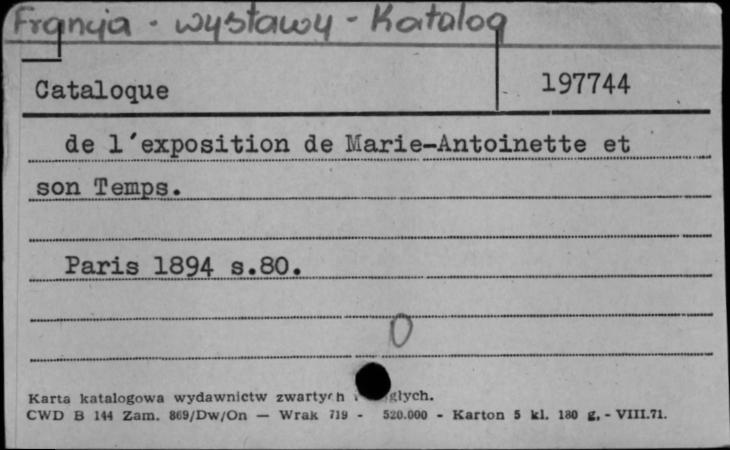 Francja - wystawy - Katalog
Cataloque 197744
de l'exposition de Marie-Antoinette et
son Temps.
Paris 1894 s.80.
0
Karta katalogowa wydawnictw zwartych głych.
CWD B 144 Zam. 869/Dw/On — Wrak 719 - 520.000 - Karton 5 kl. 180 g. - VIII.71.